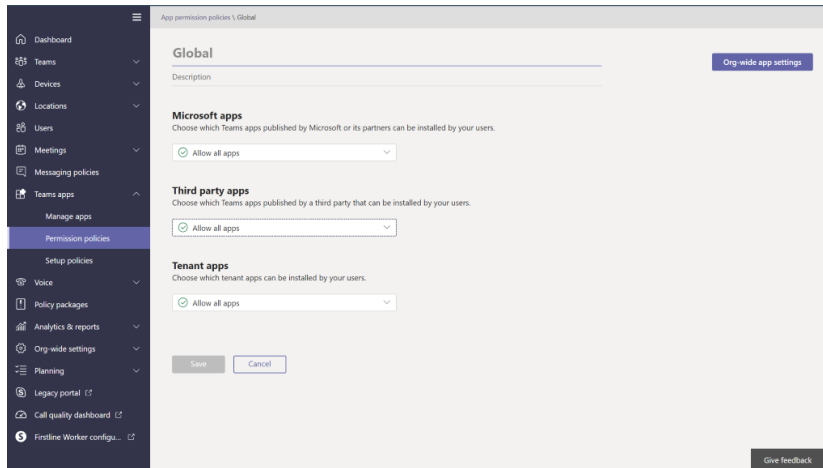 App permission policies \ Global
Dashboard
Teams
Devices
Locations
Users
Meetings
Messaging policies
Teams apps
Manage apps
Permission policies
Setup policies
Voice
Policy packages
Analytics & reports
Org-wide settings
Planning
Legacy portal
Call quality dashboard
Firstline Worker configu...
Global
Org-wide app settings
Description
Microsoft apps
Choose which Teams apps published by Microsoft or its partners can be installed by your users.
Allow all apps
Third party apps
Choose which Teams apps published by a third party that can be installed by your users.
Allow all apps
Tenant apps
Choose which tenant apps can be installed by your users.
Allow all apps
Save
Cancel
Give feedback